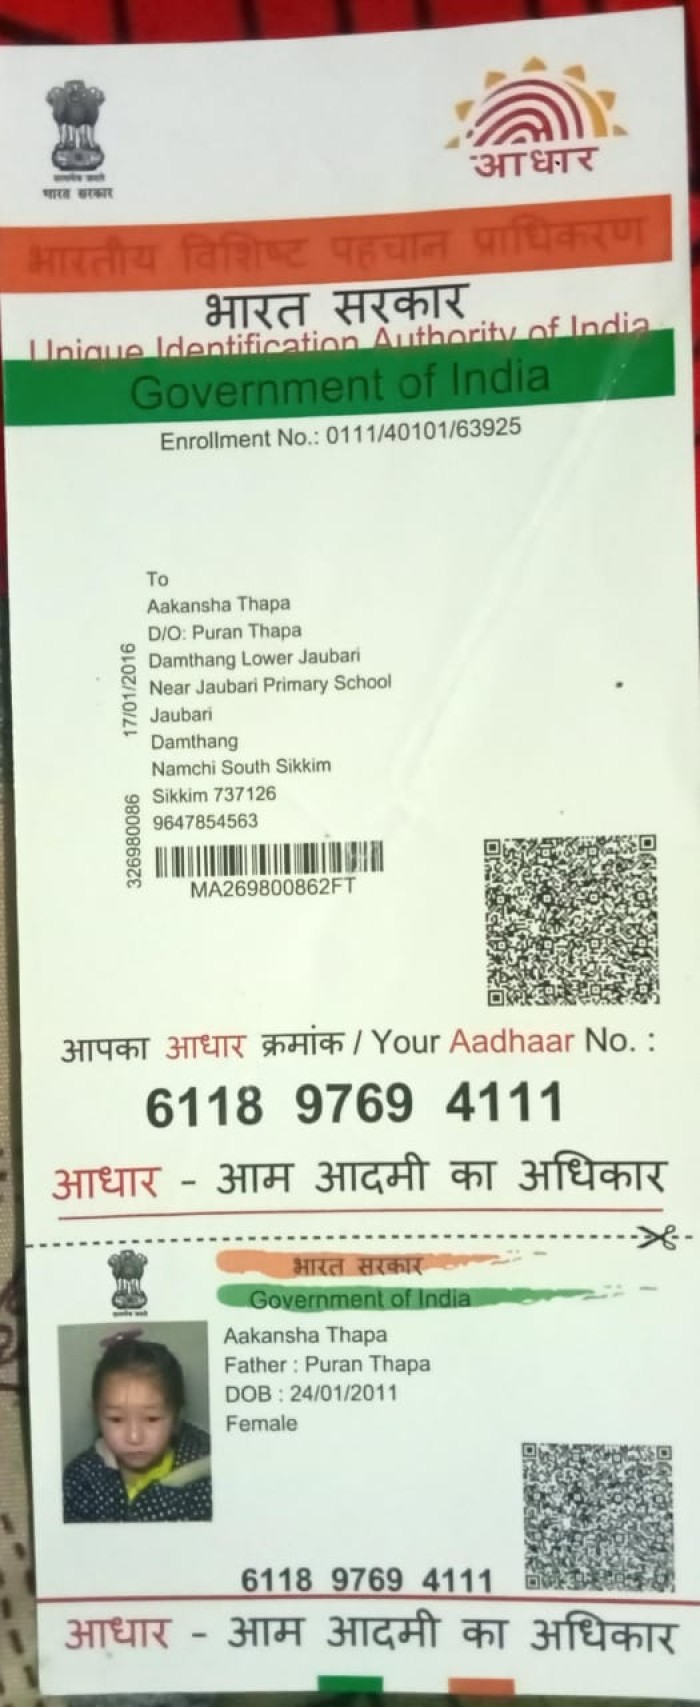 भारत सरकार
आधार
भारतीय विशिष्ट पहचान प्राधिकरण
भारत सरकार
Unique Identification Authority of India
Government of India
Enrollment No.: 0111/40101/63925
To
Aakansha Thapa
D/O: Puran Thapa
Damthang Lower Jaubari
Near Jaubari Primary School
Jaubari
Damthang
Namchi South Sikkim
Sikkim 737126
9647854563
17/01/2016
326980086
MA269800862FT
आपका आधार क्रमांक / Your Aadhaar No. :
6118 9769 4111
आधार - आम आदमी का अधिकार
भारत सरकार
Government of India
Aakansha Thapa
Father : Puran Thapa
DOB : 24/01/2011
Female
6118 9769 4111
आधार - आम आदमी का अधिकार